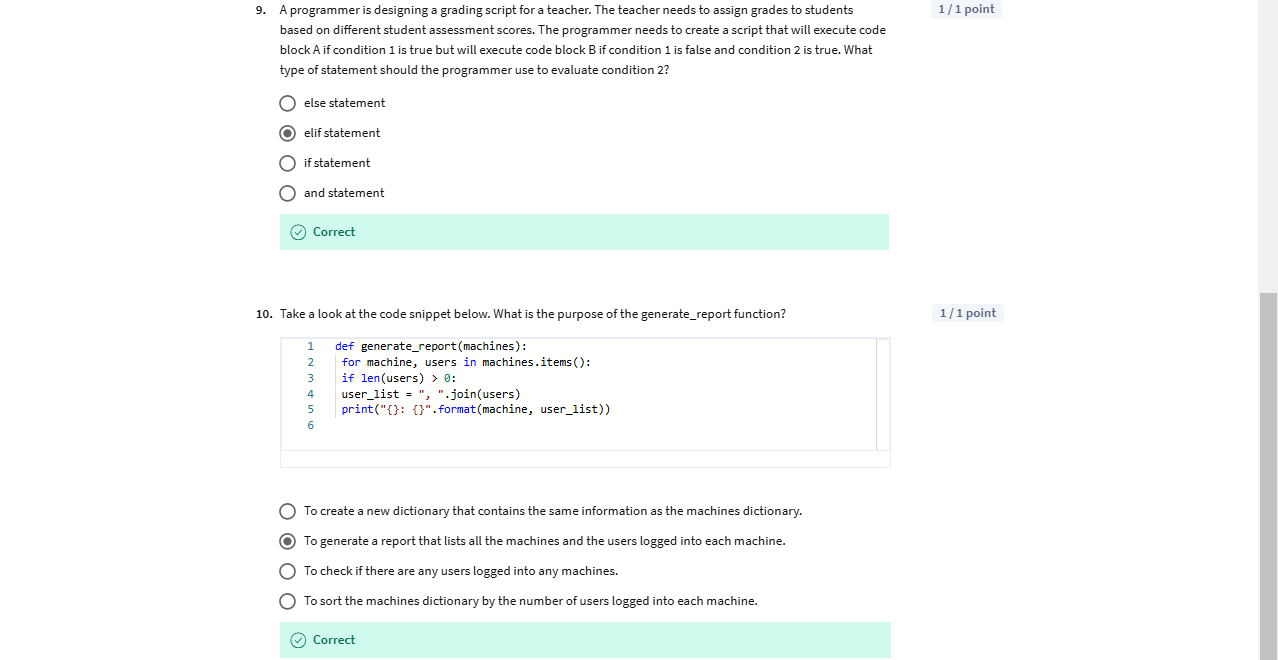 9. A programmer is designing a grading script for a teacher. The teacher needs to assign grades to students 1 / 1 point
based on different student assessment scores. The programmer needs to create a script that will execute code
block A if condition 1 is true but will execute code block B if condition 1 is false and condition 2 is true. What
type of statement should the programmer use to evaluate condition 2?
else statement
elif statement
if statement
and statement
Correct
10. Take a look at the code snippet below. What is the purpose of the generate_report function? 1 / 1 point
1 def generate_report(machines):
2 for machine, users in machines.items():
3 if len(users) > 0:
4 user_list = ", ".join(users)
5 print("{}: {}".format(machine, user_list))
6
To create a new dictionary that contains the same information as the machines dictionary.
To generate a report that lists all the machines and the users logged into each machine.
To check if there are any users logged into any machines.
To sort the machines dictionary by the number of users logged into each machine.
Correct